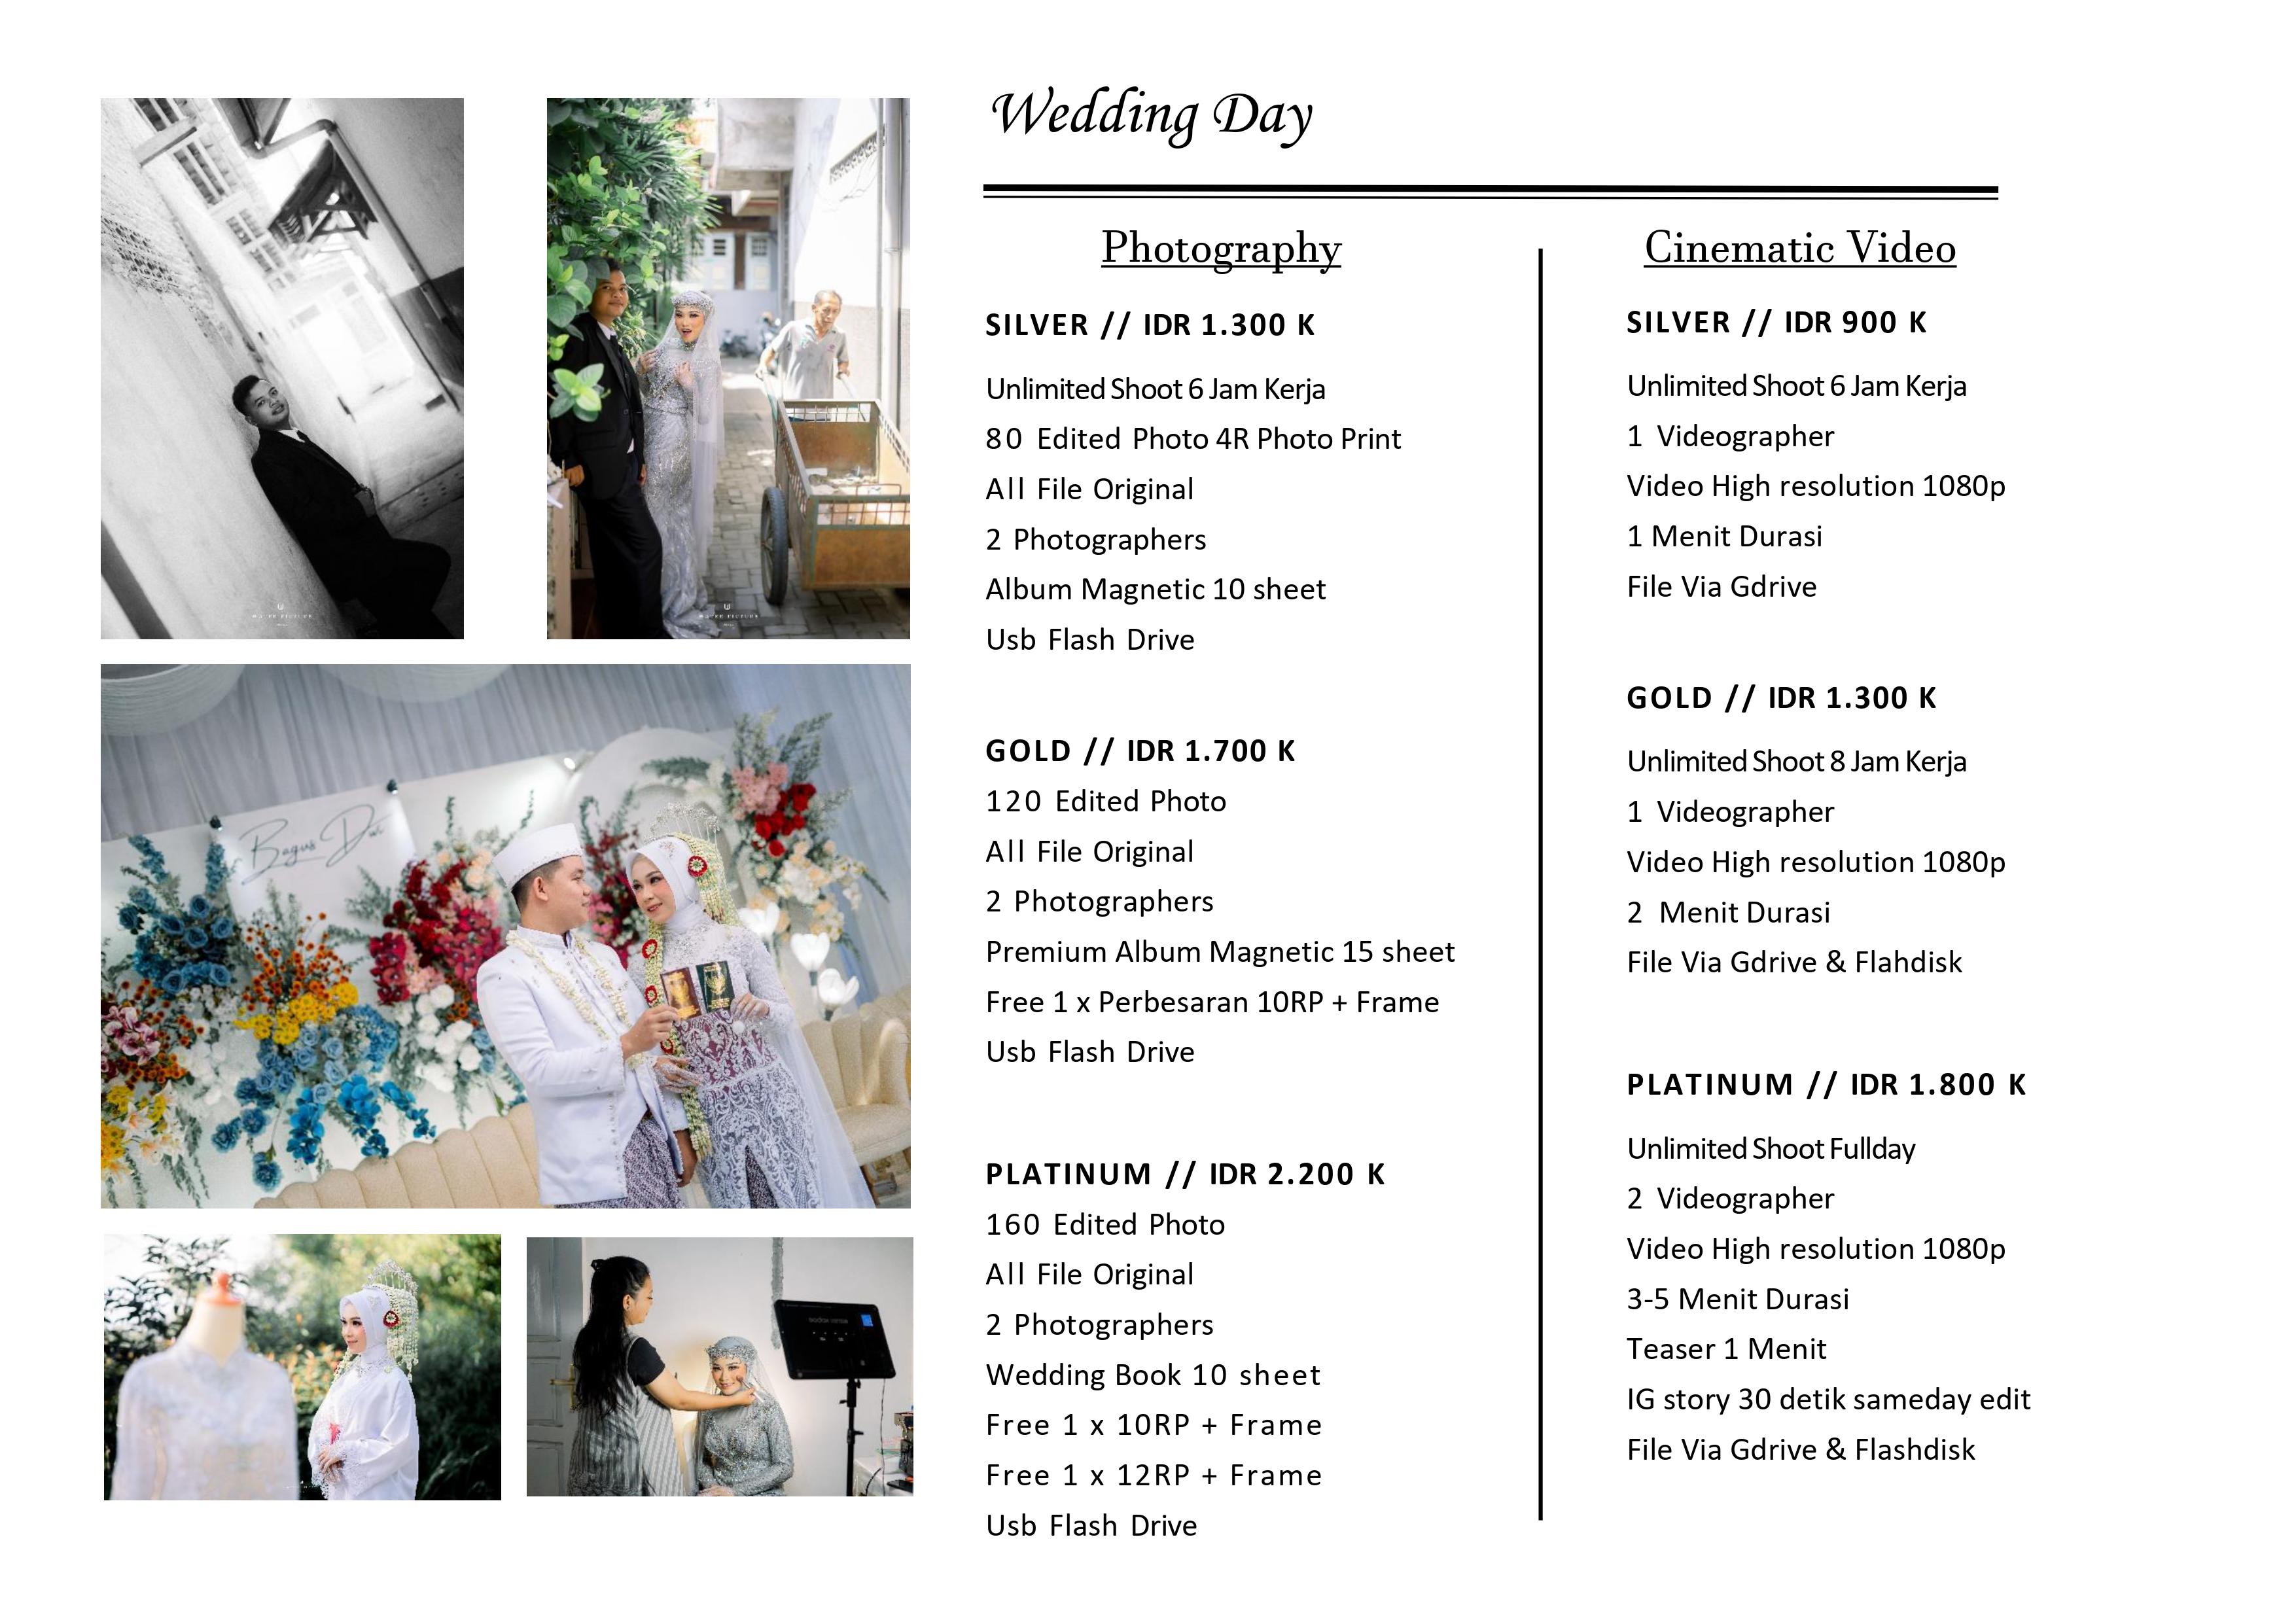 Wedding Day
Photography
SILVER // IDR 1.300 K
Unlimited Shoot 6 Jam Kerja
80 Edited Photo 4R Photo Print
All File Original
2 Photographers
Album Magnetic 10 sheet
Usb Flash Drive
GOLD // IDR 1.700 K
120 Edited Photo
All File Original
2 Photographers
Premium Album Magnetic 15 sheet
Free 1 x Perbesaran 10RP + Frame
Usb Flash Drive
PLATINUM // IDR 2.200 K
160 Edited Photo
All File Original
2 Photographers
Wedding Book 10 sheet
Free 1 x 10RP + Frame
Free 1 x 12RP + Frame
Usb Flash Drive
Cinematic Video
SILVER // IDR 900 K
Unlimited Shoot 6 Jam Kerja
1 Videographer
Video High resolution 1080p
1 Menit Durasi
File Via Gdrive
GOLD // IDR 1.300 K
Unlimited Shoot 8 Jam Kerja
1 Videographer
Video High resolution 1080p
2 Menit Durasi
File Via Gdrive & Flahdisk
PLATINUM // IDR 1.800 K
Unlimited Shoot Fullday
2 Videographer
Video High resolution 1080p
3-5 Menit Durasi
Teaser 1 Menit
IG story 30 detik sameday edit
File Via Gdrive & Flashdisk
Bagus Dwi